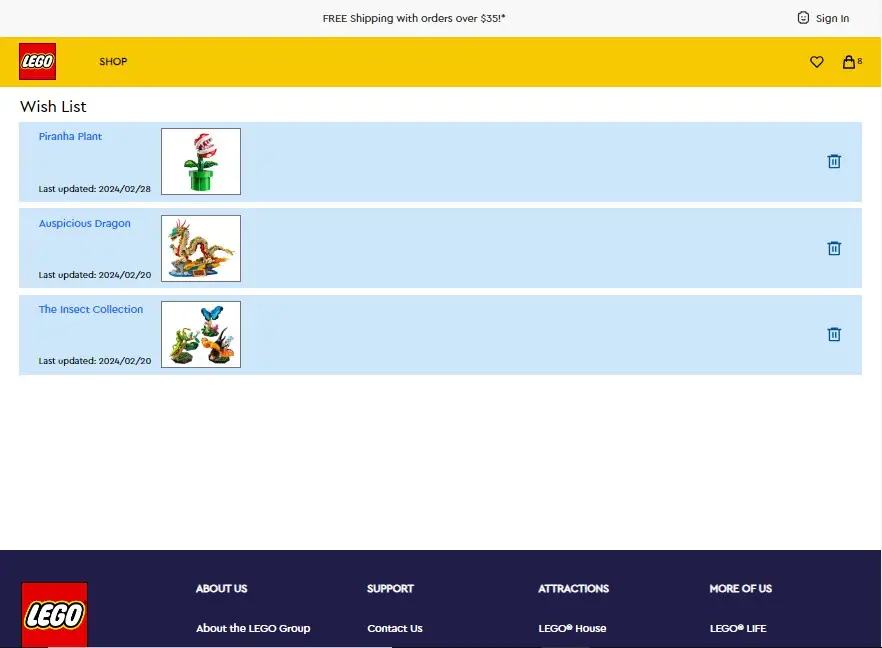 FREE Shipping with orders over $35!*
Sign In
LEGO
SHOP
8
Wish List
Piranha Plant
Last updated: 2024/02/28
Auspicious Dragon
Last updated: 2024/02/20
The Insect Collection
Last updated: 2024/02/20
LEGO
ABOUT US
About the LEGO Group
SUPPORT
Contact Us
ATTRACTIONS
LEGO® House
MORE OF US
LEGO® LIFE